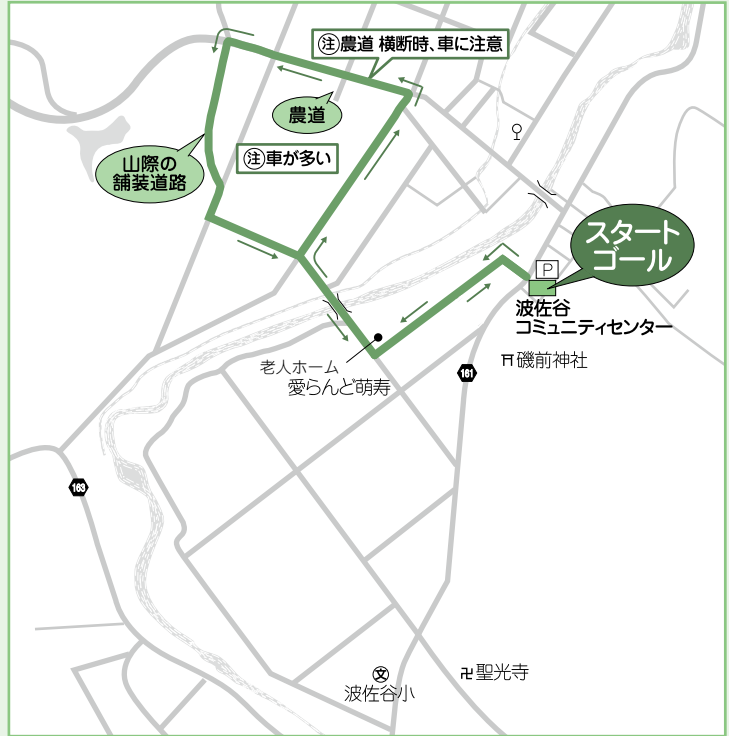 注農道 横断時、車に注意
農道
注車が多い
山際の
舗装道路
スタート
ゴール
P
波佐谷
コミュニティセンター
老人ホーム
愛らんど萌寿
磯前神社
161
163
文
波佐谷小
卍聖光寺